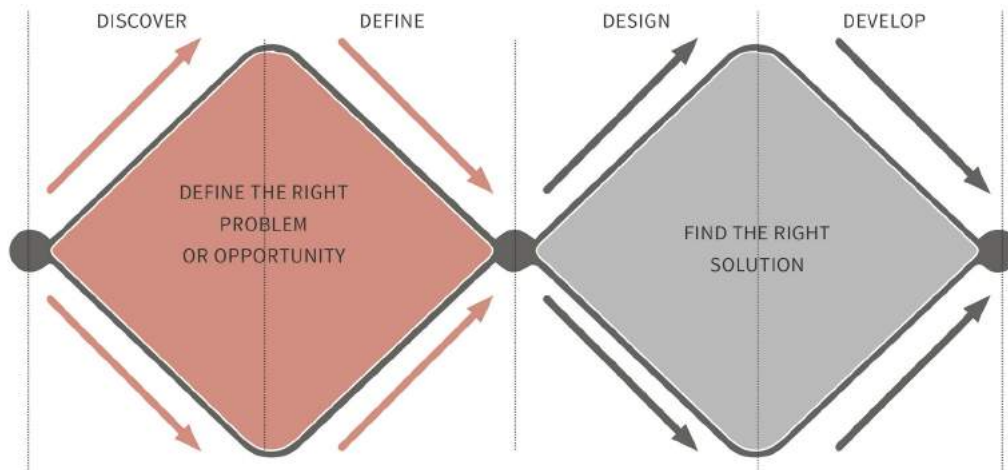 DISCOVER
DEFINE
DESIGN
DEVELOP
DEFINE THE RIGHT
PROBLEM
OR OPPORTUNITY
FIND THE RIGHT
SOLUTION